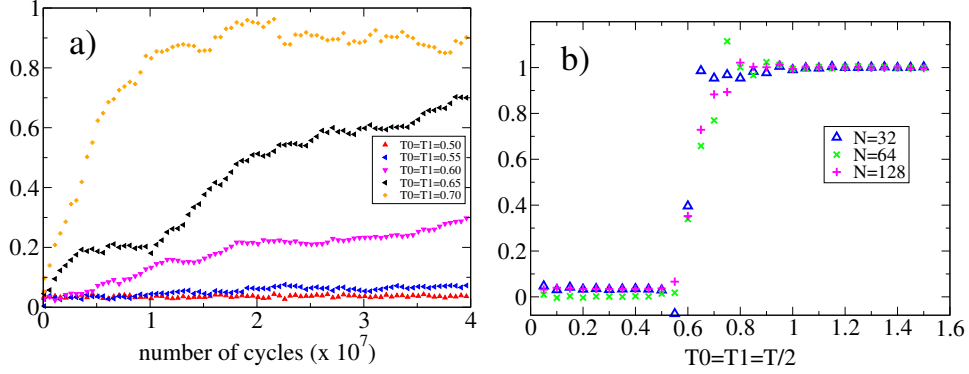 a)
1
0.8
0.6
0.4
0.2
0
T0=T1=0.50
T0=T1=0.55
T0=T1=0.60
T0=T1=0.65
T0=T1=0.70
0 1 2 3 4
number of cycles (x 10^7)
b)
1
0.8
0.6
0.4
0.2
0
N=32
N=64
N=128
0 0.2 0.4 0.6 0.8 1 1.2 1.4 1.6
T0=T1=T/2